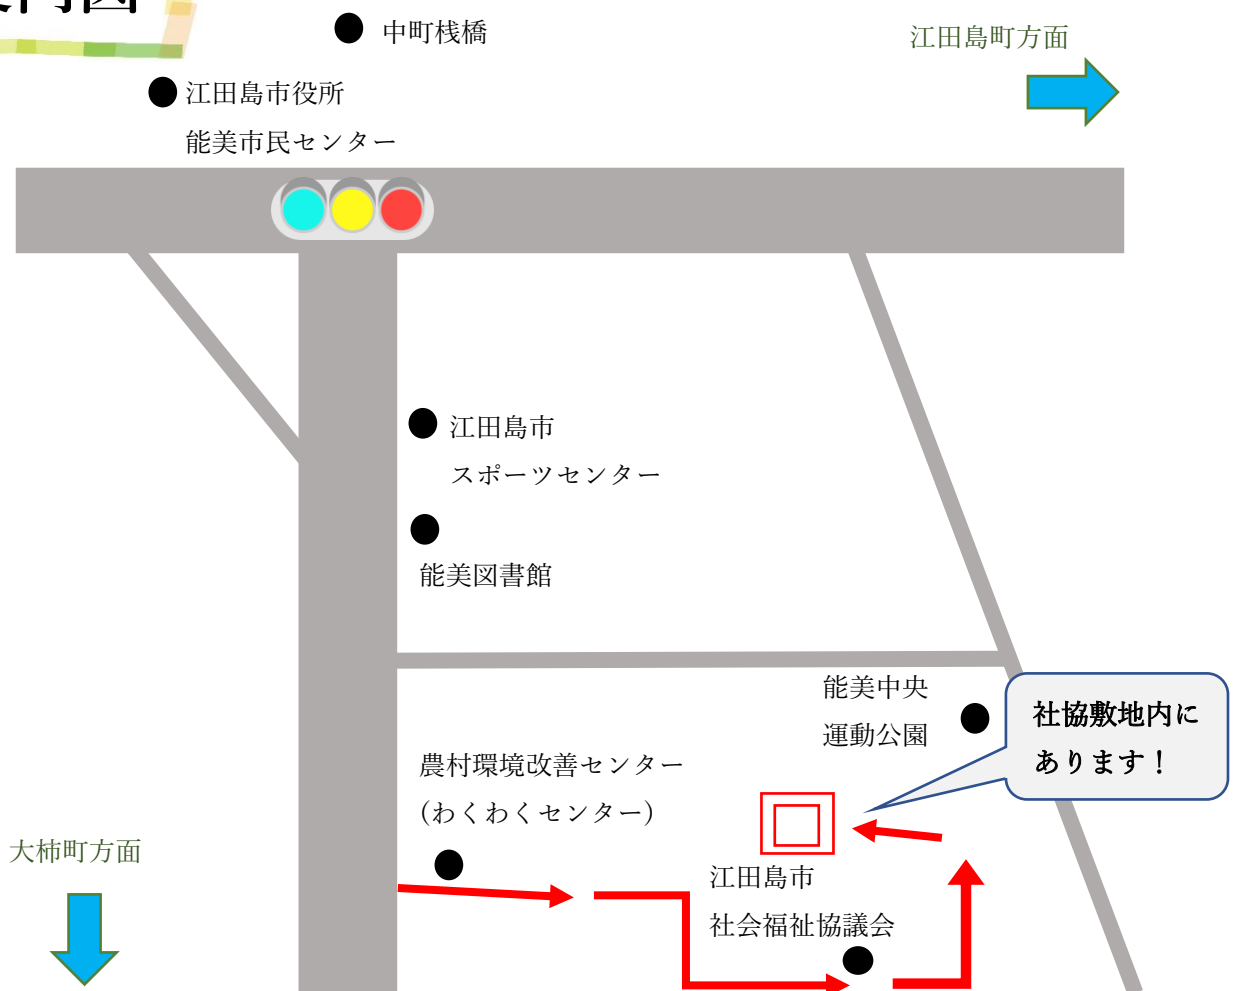 内図
中町桟橋
江田島町方面
江田島市役所
能美市民センター
江田島市
スポーツセンター
能美図書館
能美中央
運動公園
社協敷地内に
あります！
農村環境改善センター
(わくわくセンター)
大柿町方面
江田島市
社会福祉協議会